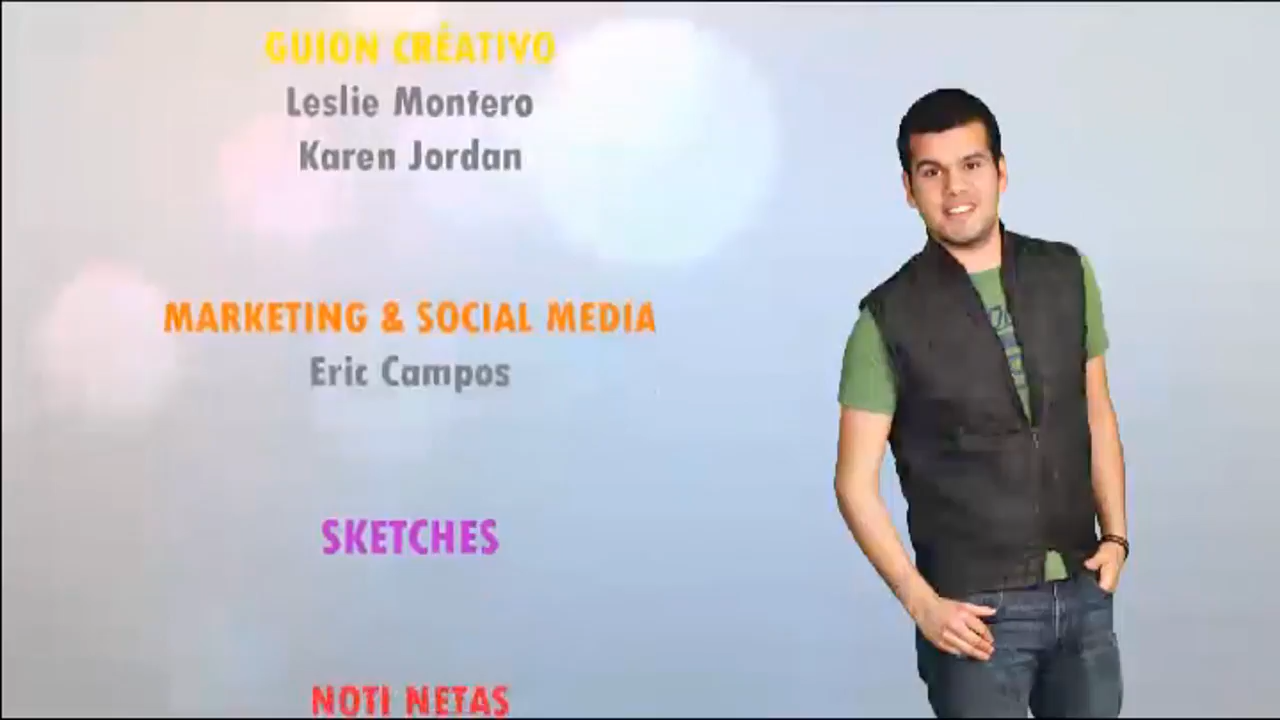 GUION CRÉATIVO
Leslie Montero
Karen Jordan
MARKETING & SOCIAL MEDIA
Eric Campos
SKETCHES
NOTI NETAS